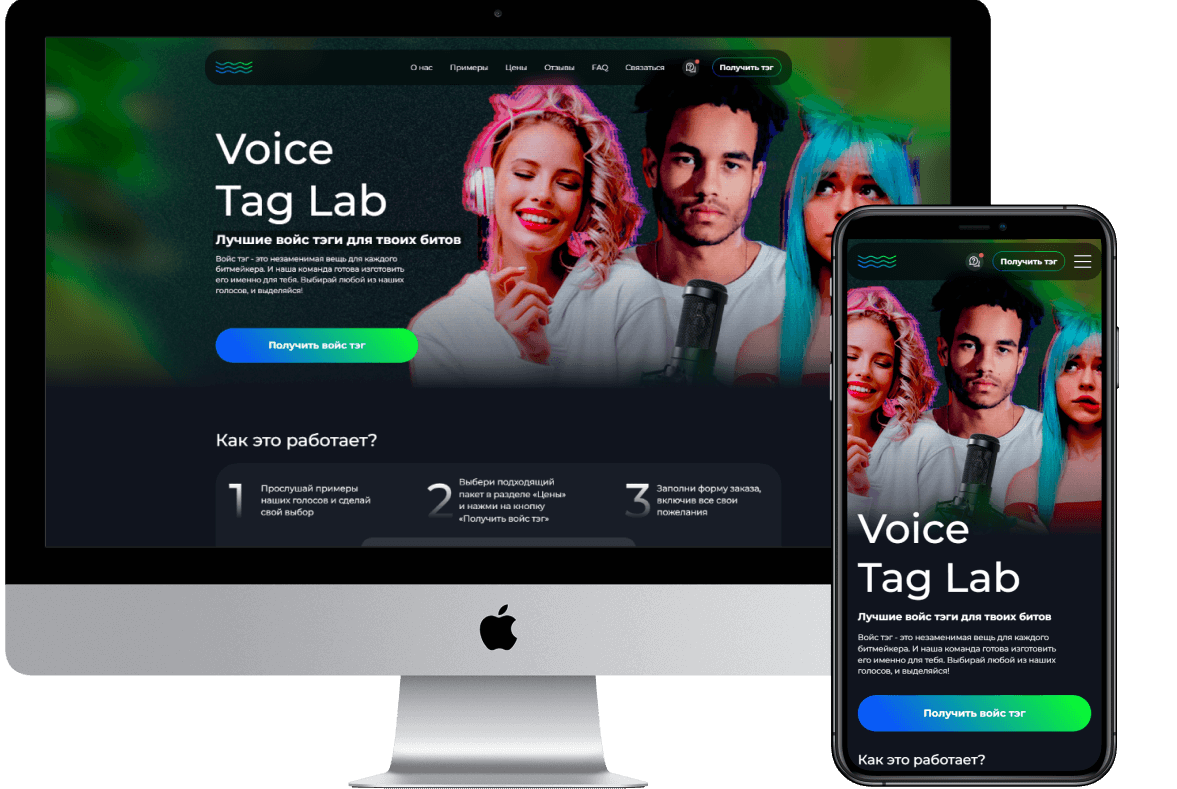 О нас Примеры Цены Отзывы FAQ Связаться Получить тэг
Voice
Tag Lab
Лучшие войс тэги для твоих битов
Войс тэг - это незаменимая вещь для каждого
битмейкера. И наша команда готова изготовить
его именно для тебя. Выбирай любой из наших
голосов, и выделяйся!
Получить войс тэг
Как это работает?
1
Прослушай примеры
наших голосов и сделай
свой выбор
2
Выбери подходящий
пакет в разделе «Цены»
и нажми на кнопку
«Получить войс тэг»
3
Заполни форму заказа,
включив все свои
пожелания
Получить тэг
Voice
Tag Lab
Лучшие войс тэги для твоих битов
Войс тэг - это незаменимая вещь для каждого
битмейкера. И наша команда готова изготовить
его именно для тебя. Выбирай любой из наших
голосов, и выделяйся!
Получить войс тэг
Как это работает?